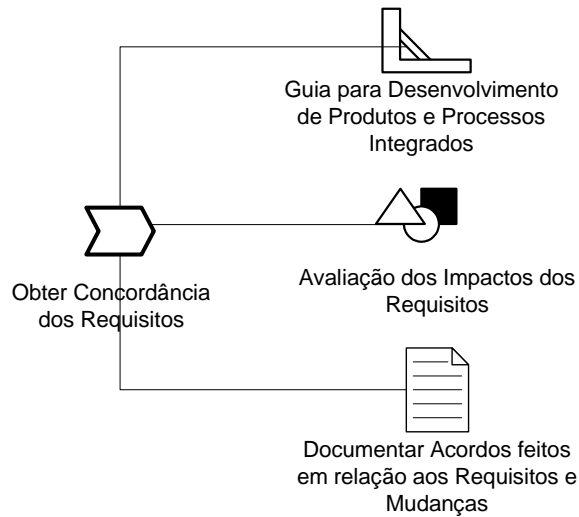 Guia para Desenvolvimento
de Produtos e Processos
Integrados
Obter Concordância
dos Requisitos
Avaliação dos Impactos dos
Requisitos
Documentar Acordos feitos
em relação aos Requisitos e
Mudanças